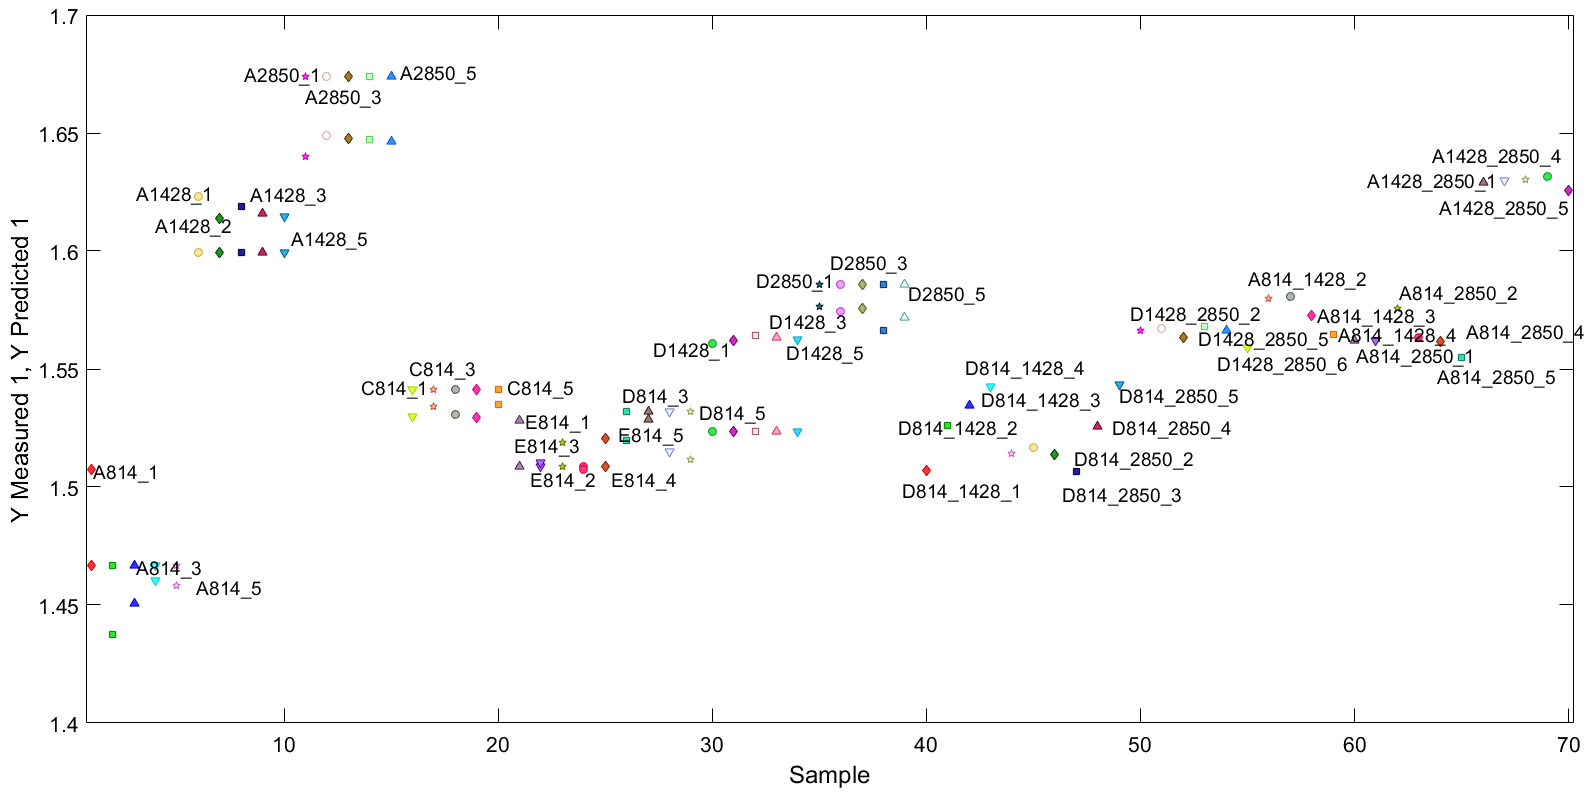 1.7
A2850_1
A2850_5
A2850_3
1.65
A1428_2850_4
A1428_2850_1
A1428_1
A1428_3
A1428_2850_5
A1428_2
A1428_5
1.6
D2850_3
D2850_1
A814_1428_2
D2850_5
A814_2850_2
D1428_2850_2
A814_1428_3
D1428_3
A814_1428_4
A814_2850_4
D1428_2850_5
D1428_1
D1428_5
A814_2850_1
D1428_2850_6
1.55
C814_3
D814_1428_4
A814_2850_5
C814_1
C814_5
D814_3
D814_2850_5
D814_1428_3
D814_5
E814_1
D814_1428_2
D814_2850_4
E814_5
E814_3
D814_2850_2
A814_1
E814_2
E814_4
1.5
D814_1428_1
D814_2850_3
A814_3
A814_5
1.45
1.4
10
20
30
40
50
60
70
Sample
Y Measured 1, Y Predicted 1